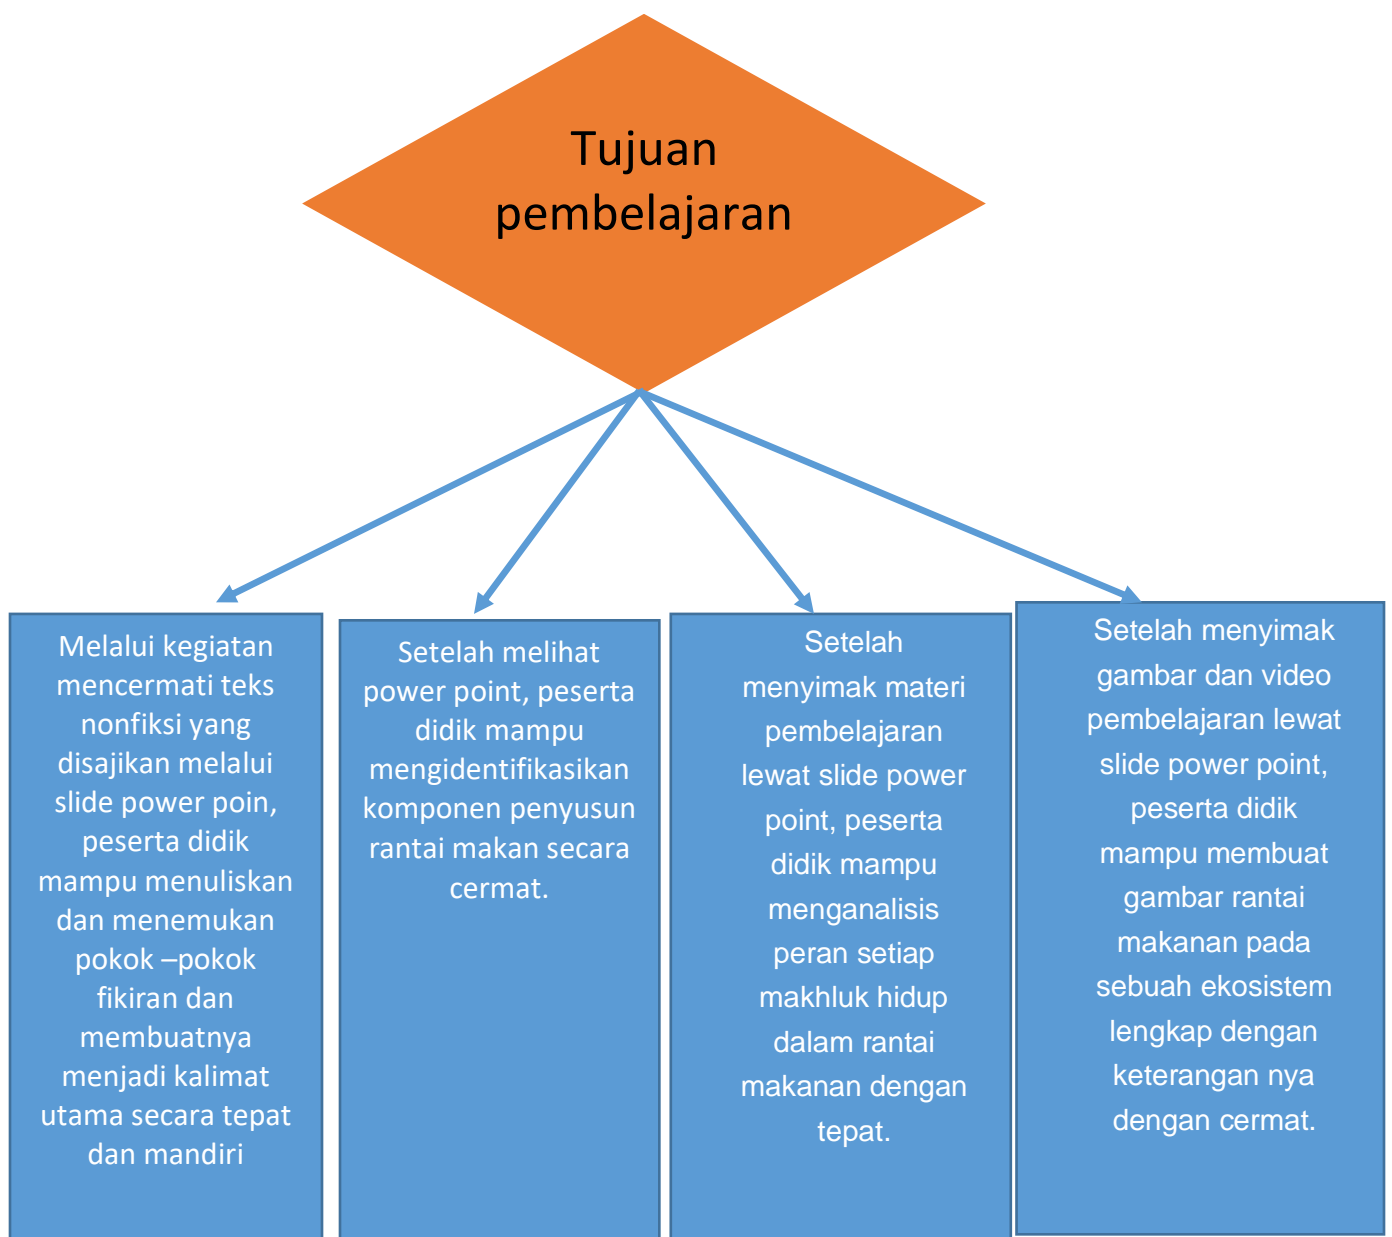 Tujuan
pembelajaran
Melalui kegiatan
mencermati teks
nonfiksi yang
disajikan melalui
slide power poin,
peserta didik
mampu menuliskan
dan menemukan
pokok –pokok
fikiran dan
membuatnya
menjadi kalimat
utama secara tepat
dan mandiri
Setelah melihat
power point, peserta
didik mampu
mengidentifikasikan
komponen penyusun
rantai makan secara
cermat.
Setelah
menyimak materi
pembelajaran
lewat slide power
point, peserta
didik mampu
menganalisis
peran setiap
makhluk hidup
dalam rantai
makanan dengan
tepat.
Setelah menyimak
gambar dan video
pembelajaran lewat
slide power point,
peserta didik
mampu membuat
gambar rantai
makanan pada
sebuah ekosistem
lengkap dengan
keterangan nya
dengan cermat.